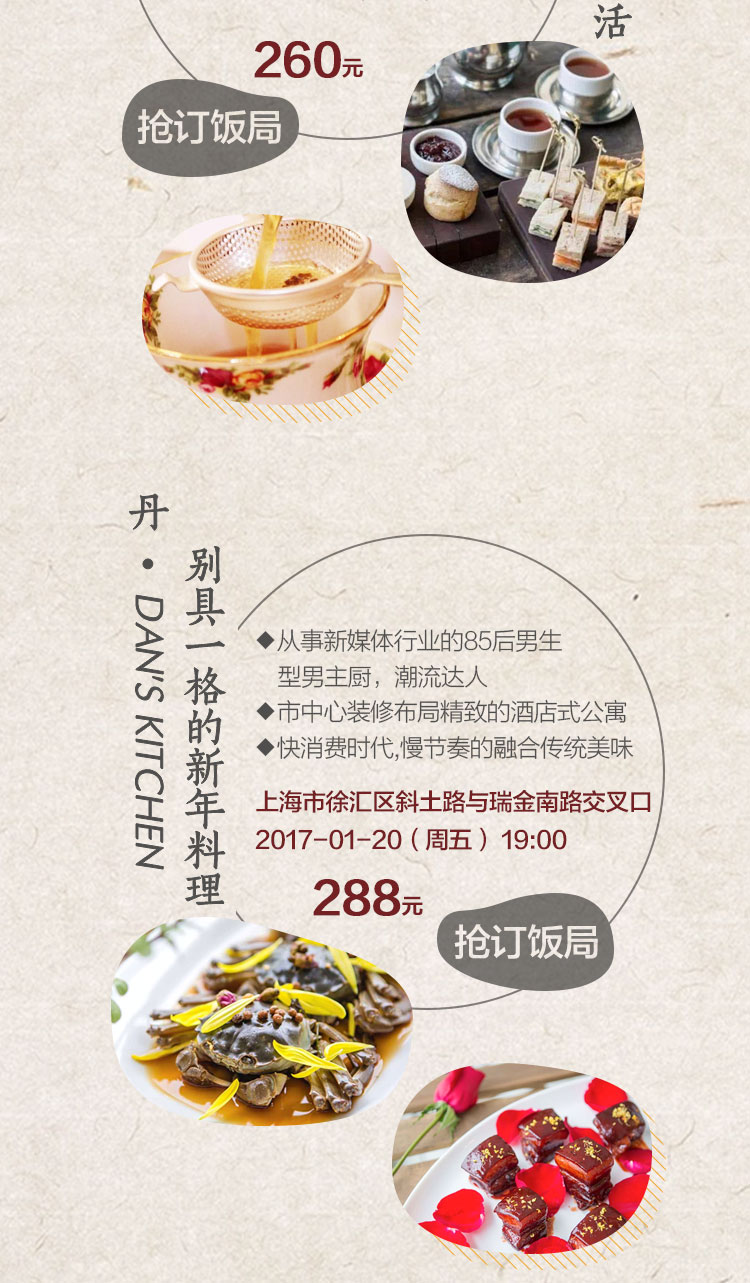 活
260元
抢订饭局
丹·DAN'S KITCHEN
别具一格的新年料理
◆从事新媒体行业的85后男生
型男主厨，潮流达人
◆市中心装修布局精致的酒店式公寓
◆快消费时代,慢节奏的融合传统美味
上海市徐汇区斜土路与瑞金南路交叉口
2017-01-20（周五）19:00
288元
抢订饭局